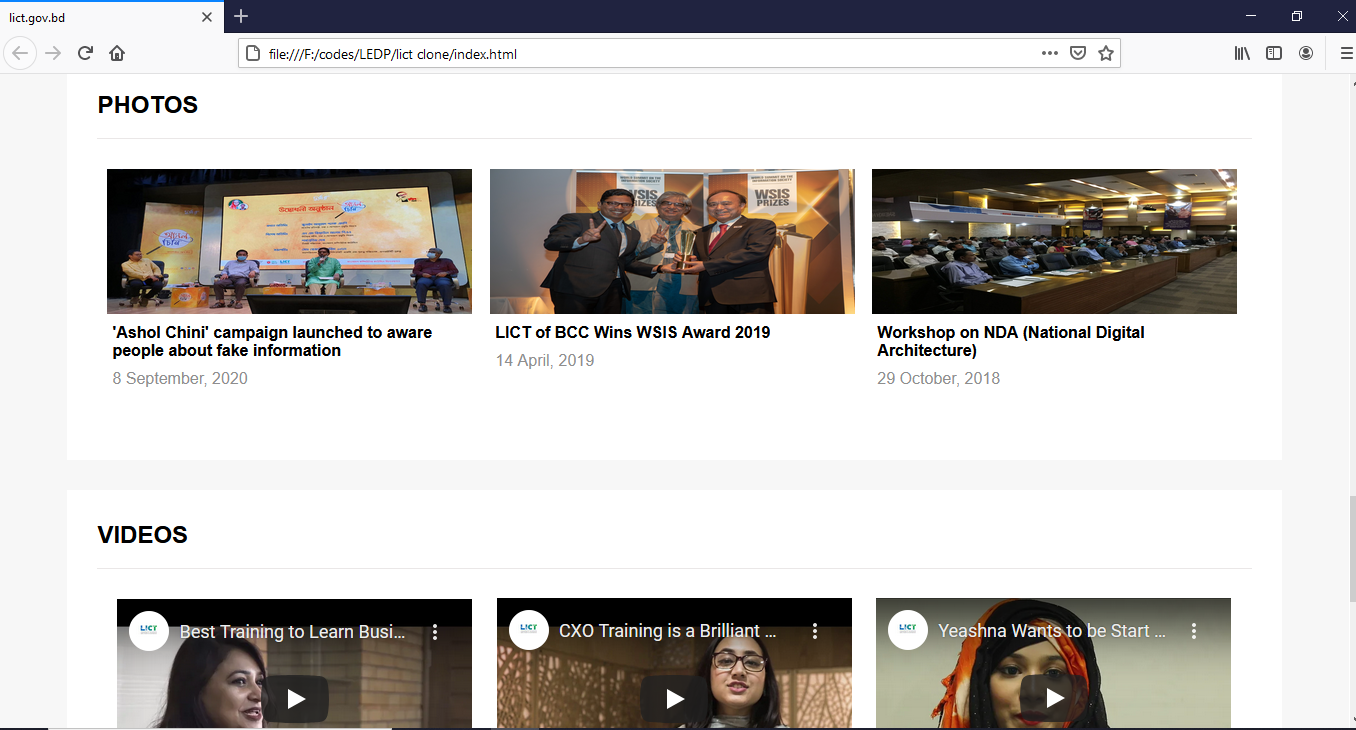 lict.gov.bd
file:///F:/codes/LEDP/lict clone/index.html
PHOTOS
উদ্বোধনী অনুষ্ঠান
WSIS
PRIZES
WSIS
PRIZES
'Ashol Chini' campaign launched to aware
people about fake information
8 September, 2020
LICT of BCC Wins WSIS Award 2019
14 April, 2019
Workshop on NDA (National Digital
Architecture)
29 October, 2018
VIDEOS
LICT
Best Training to Learn Busi...
LICT
CXO Training is a Brilliant ...
LICT
Yeashna Wants to be Start ...